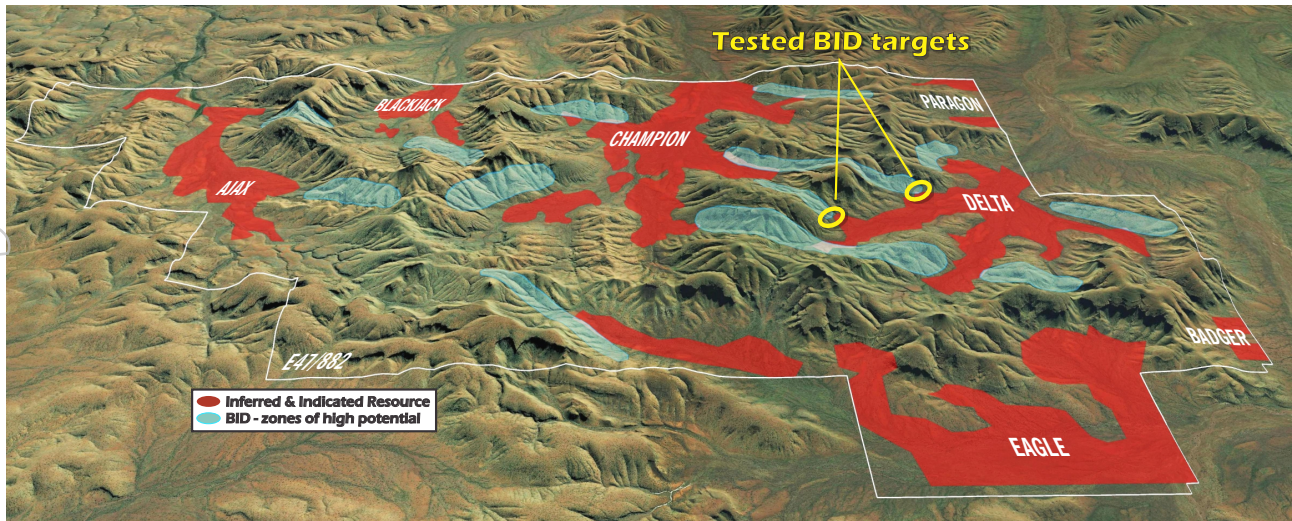 Tested BID targets
BLACKJACK
PARAGON
CHAMPION
AJAX
DELTA
BADGER
E47/882
Inferred & Indicated Resource
BID - zones of high potential
EAGLE